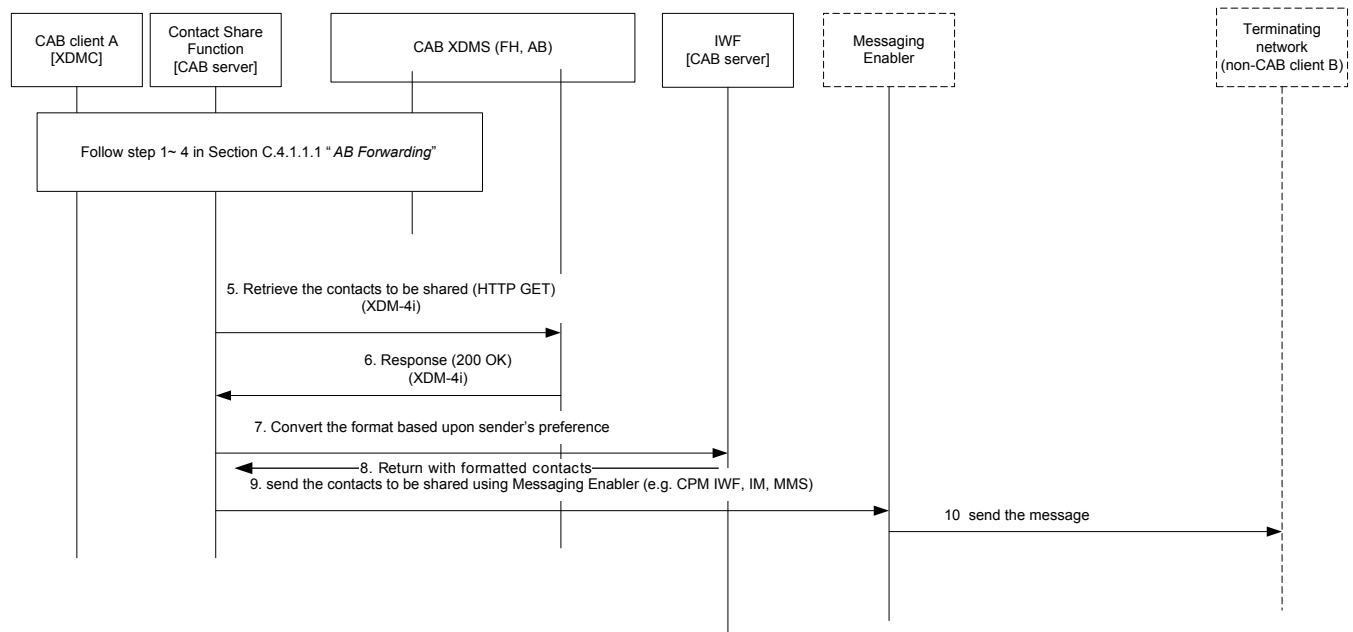 CAB client A
[XDMC]
Contact Share
Function
[CAB server]
CAB XDMS (FH, AB)
IWF
[CAB server]
Messaging
Enabler
Terminating
network
(non-CAB client B)
Follow step 1~ 4 in Section C.4.1.1.1 “ AB Forwarding”
5. Retrieve the contacts to be shared (HTTP GET)
(XDM-4i)
6. Response (200 OK)
(XDM-4i)
7. Convert the format based upon sender’s preference
8. Return with formatted contacts
9. send the contacts to be shared using Messaging Enabler (e.g. CPM IWF, IM, MMS)
10 send the message